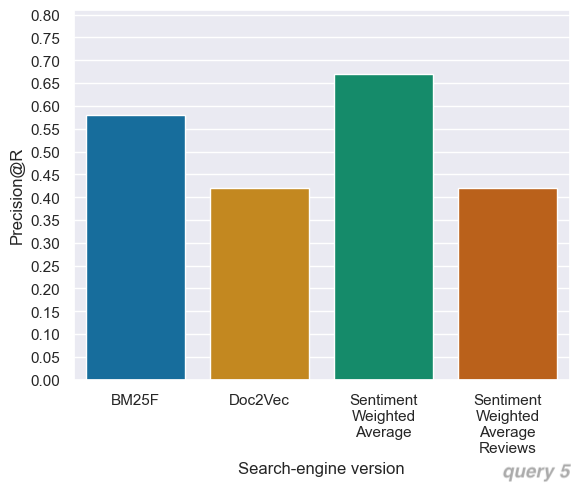 0.80
0.75
0.70
0.65
0.60
0.55
0.50
0.45
0.40
0.35
0.30
0.25
0.20
0.15
0.10
0.05
0.00
Precision@R
BM25F
Doc2Vec
Sentiment
Weighted
Average
Sentiment
Weighted
Average
Reviews
Search-engine version
query 5